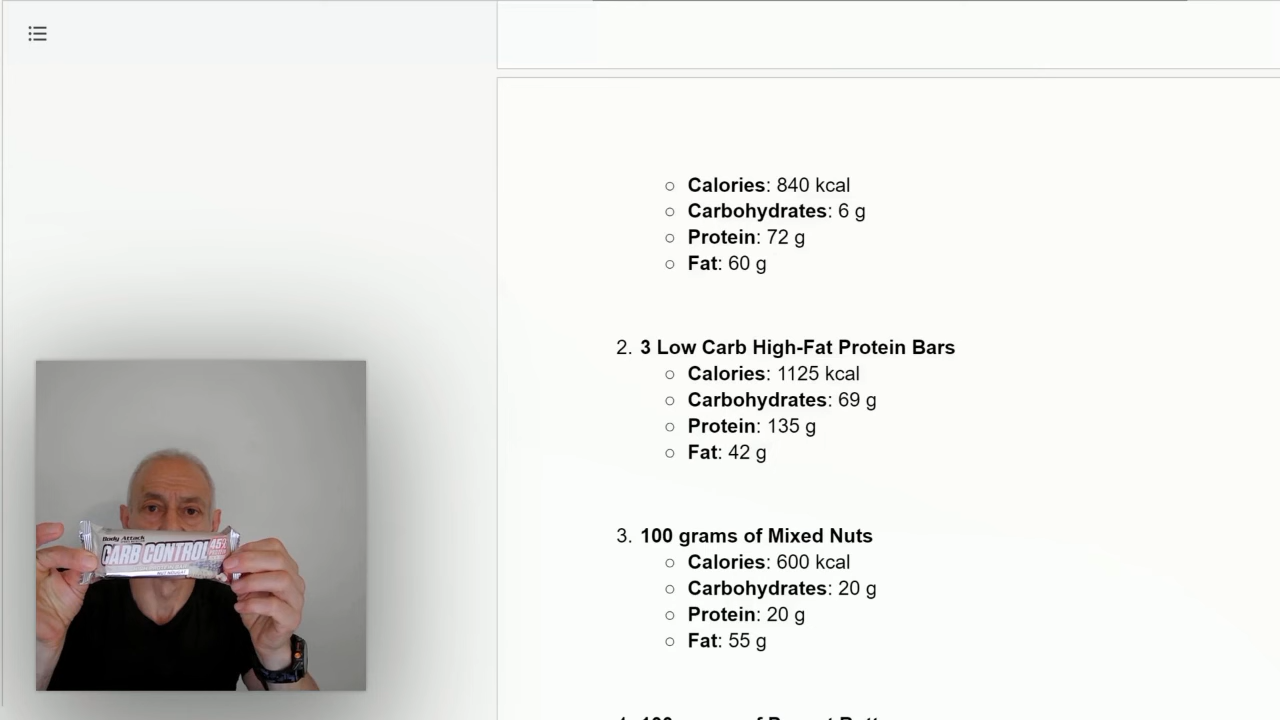 Calories: 840 kcal
Carbohydrates: 6 g
Protein: 72 g
Fat: 60 g
2. 3 Low Carb High-Fat Protein Bars
Calories: 1125 kcal
Carbohydrates: 69 g
Protein: 135 g
Fat: 42 g
3. 100 grams of Mixed Nuts
Calories: 600 kcal
Carbohydrates: 20 g
Protein: 20 g
Fat: 55 g
Body Attack
CARB CONTROL
45%